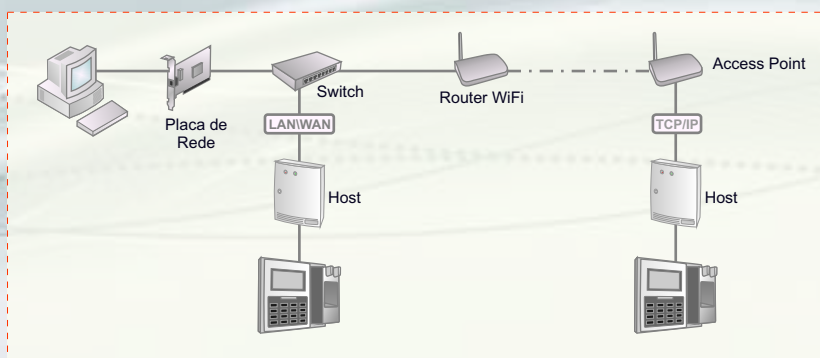 Access Point
Switch
Router WiFi
Placa de
Rede
LAN\WAN
TCP/IP
Host
Host